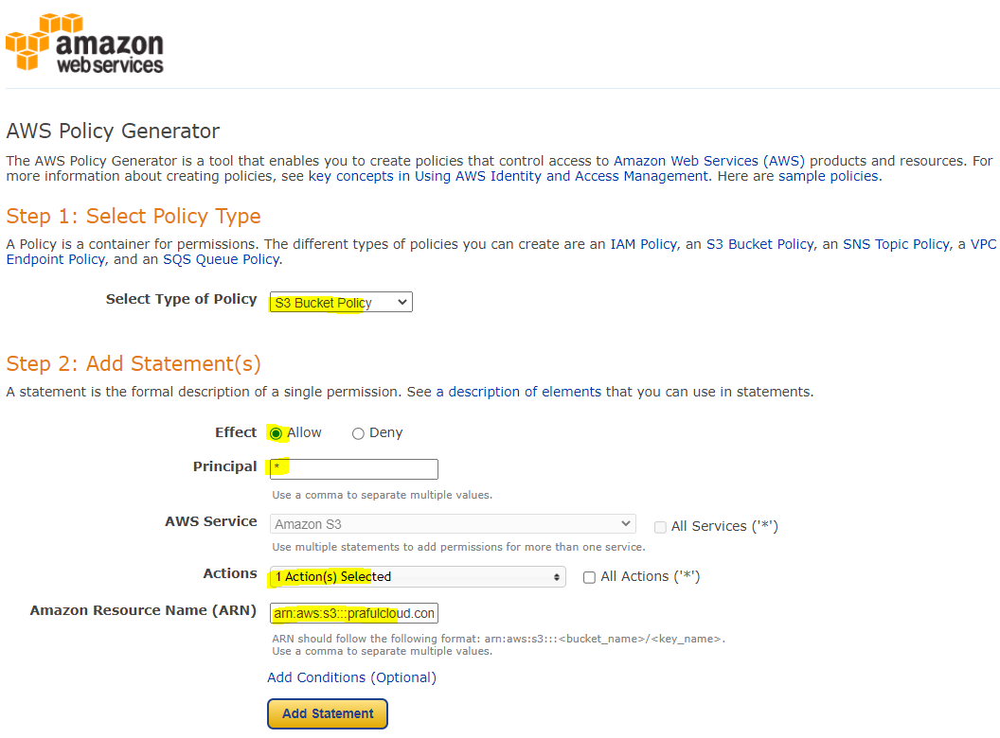 amazon
web services
AWS Policy Generator
The AWS Policy Generator is a tool that enables you to create policies that control access to Amazon Web Services (AWS) products and resources. For
more information about creating policies, see key concepts in Using AWS Identity and Access Management. Here are sample policies.
Step 1: Select Policy Type
A Policy is a container for permissions. The different types of policies you can create are an IAM Policy, an S3 Bucket Policy, an SNS Topic Policy, a VPC
Endpoint Policy, and an SQS Queue Policy.
Select Type of Policy S3 Bucket Policy
Step 2: Add Statement(s)
A statement is the formal description of a single permission. See a description of elements that you can use in statements.
Effect Allow Deny
Principal *
Use a comma to separate multiple values.
AWS Service Amazon S3 All Services ('*')
Use multiple statements to add permissions for more than one service.
Actions 1 Action(s) Selected All Actions ('*')
Amazon Resource Name (ARN) arn:aws:s3:::prafulcloud.con
ARN should follow the following format: arn:aws:s3:::<bucket_name>/<key_name>.
Use a comma to separate multiple values.
Add Conditions (Optional)
Add Statement